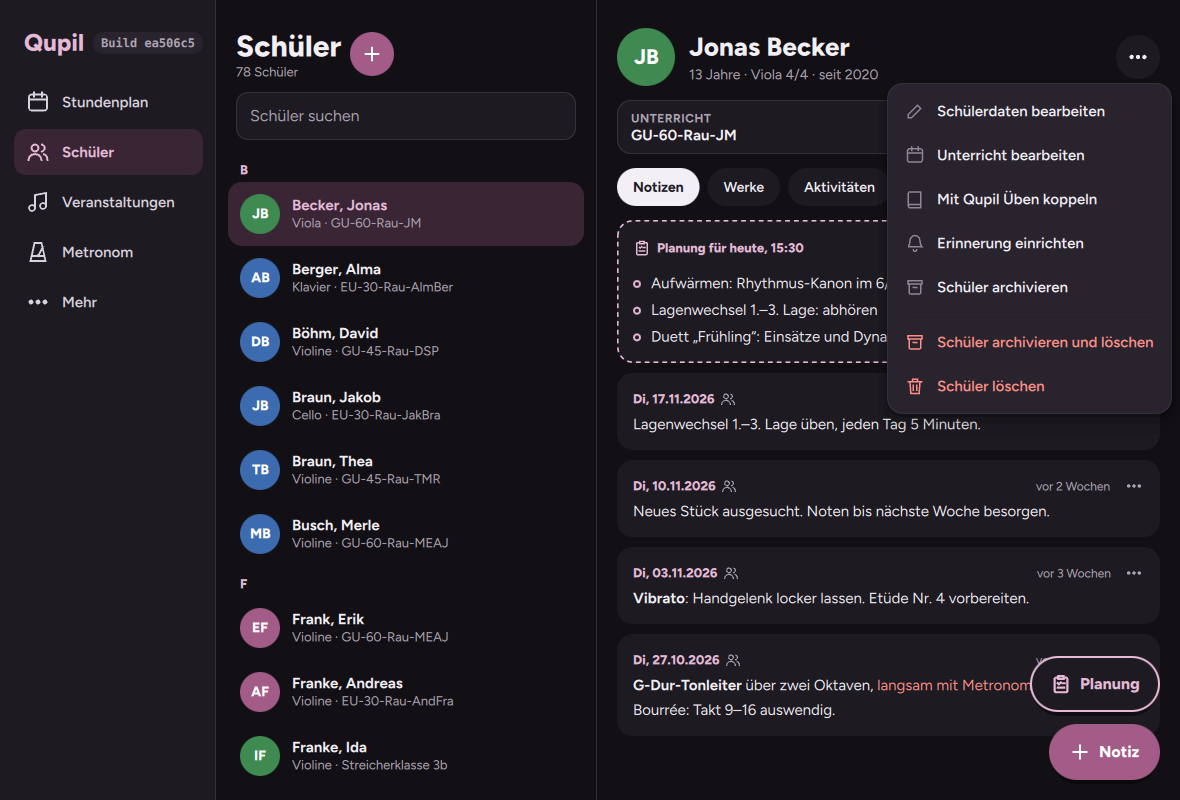 Qupil
Build ea506c5
Stundenplan
Schüler
Veranstaltungen
Metronom
Mehr
Schüler
78 Schüler
Schüler suchen
B
JB
Becker, Jonas
Viola · GU-60-Rau-JM
AB
Berger, Alma
Klavier · EU-30-Rau-AlmBer
DB
Böhm, David
Violine · GU-45-Rau-DSP
JB
Braun, Jakob
Cello · EU-30-Rau-JakBra
TB
Braun, Thea
Violine · GU-45-Rau-TMR
MB
Busch, Merle
Violine · GU-60-Rau-MEAJ
F
EF
Frank, Erik
Violine · GU-60-Rau-MEAJ
AF
Franke, Andreas
Violine · EU-30-Rau-AndFra
IF
Franke, Ida
Violine · Streicherklasse 3b
JB
Jonas Becker
13 Jahre · Viola 4/4 · seit 2020
UNTERRICHT
GU-60-Rau-JM
Notizen
Werke
Aktivitäten
Planung für heute, 15:30
Aufwärmen: Rhythmus-Kanon im 6/
Lagenwechsel 1.–3. Lage: abhören
Duett „Frühling“: Einsätze und Dyna
Schülerdaten bearbeiten
Unterricht bearbeiten
Mit Qupil Üben koppeln
Erinnerung einrichten
Schüler archivieren
Schüler archivieren und löschen
Schüler löschen
Di, 17.11.2026
Lagenwechsel 1.–3. Lage üben, jeden Tag 5 Minuten.
Di, 10.11.2026
vor 2 Wochen
Neues Stück ausgesucht. Noten bis nächste Woche besorgen.
Di, 03.11.2026
vor 3 Wochen
Vibrato: Handgelenk locker lassen. Etüde Nr. 4 vorbereiten.
Di, 27.10.2026
G-Dur-Tonleiter über zwei Oktaven, langsam mit Metronom
Bourrée: Takt 9–16 auswendig.
Planung
Notiz